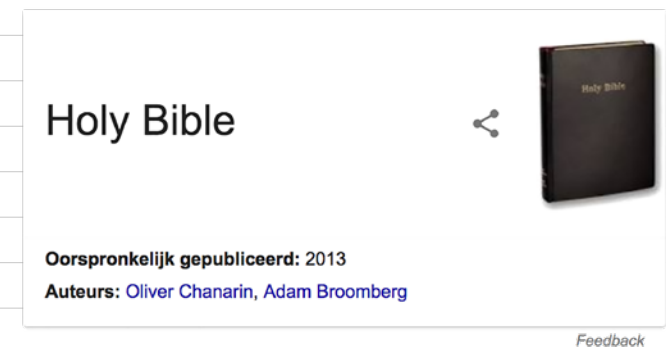 Holy Bible
Holy Bible
Oorspronkelijk gepubliceerd: 2013
Auteurs: Oliver Chanarin, Adam Broomberg
Feedback